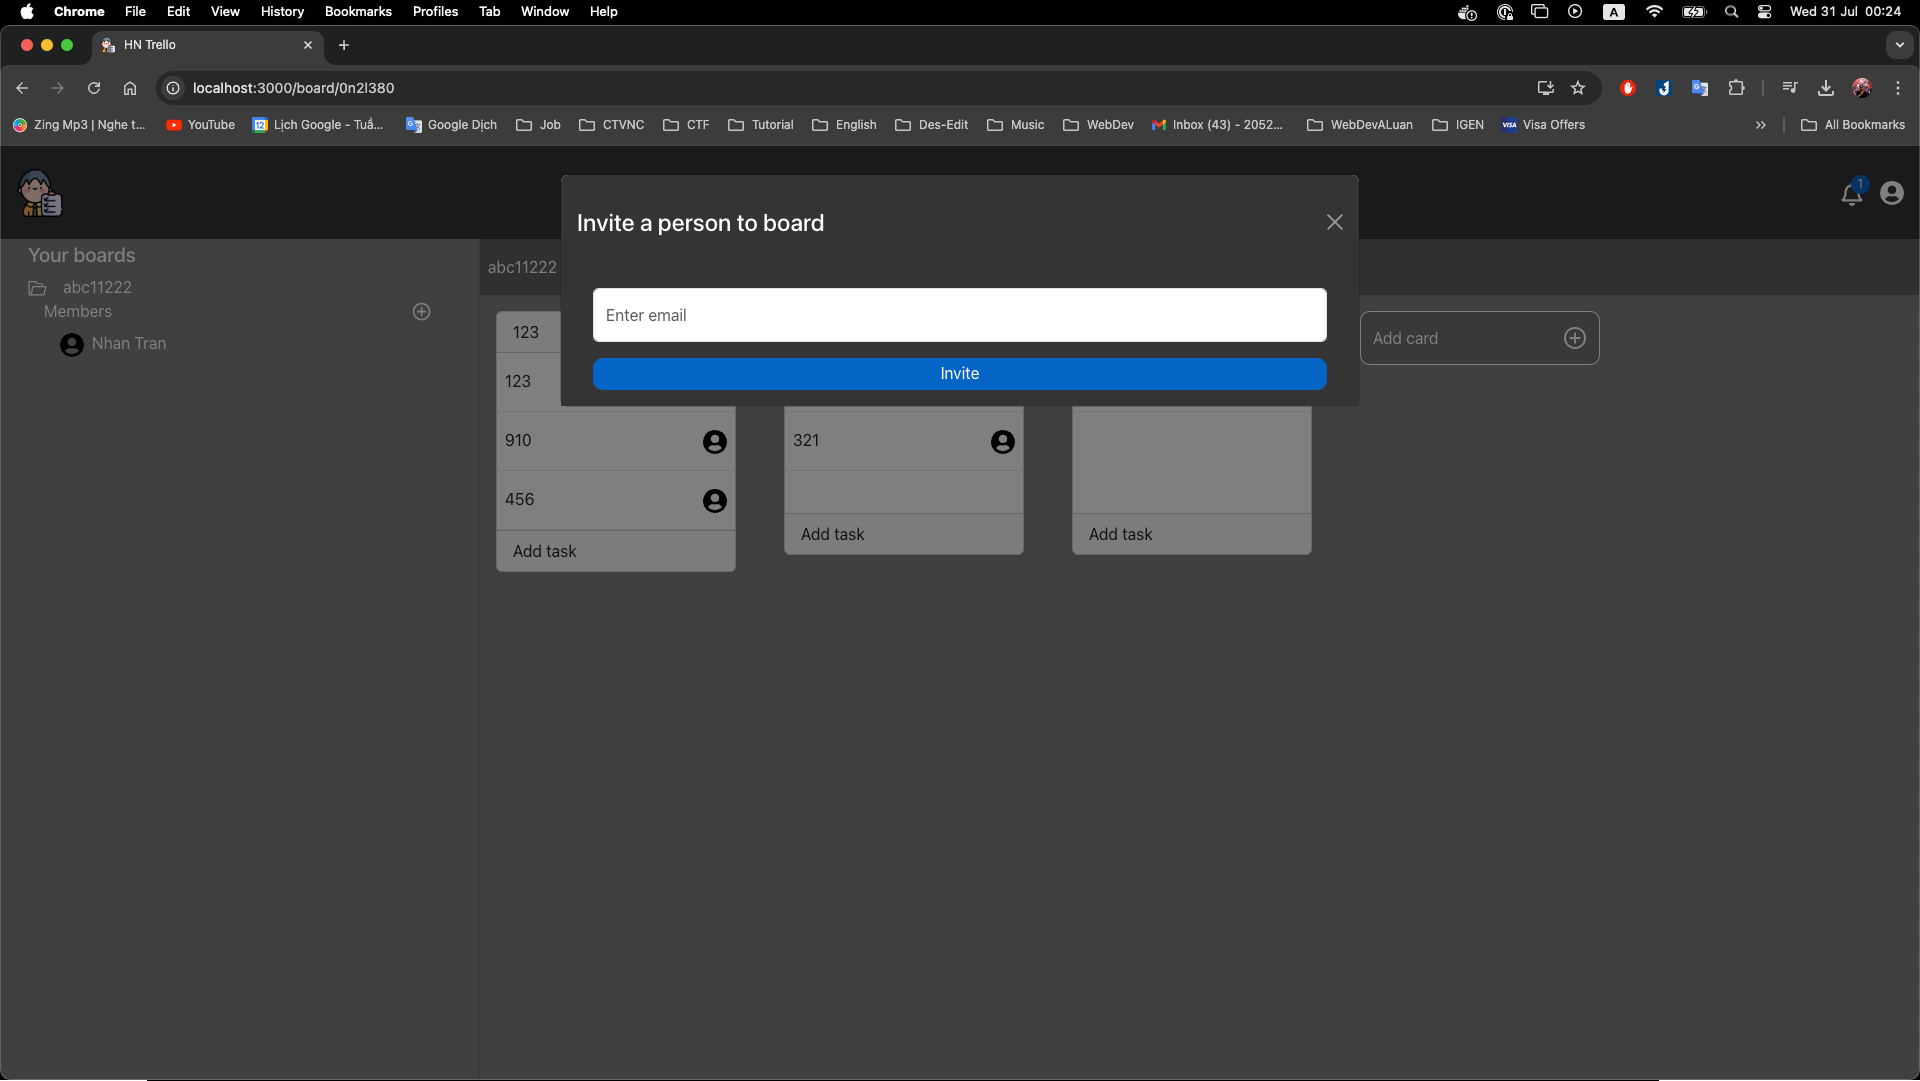 Chrome File Edit View History Bookmarks Profiles Tab Window Help A Wed 31 Jul 00:24
HN Trello
localhost:3000/board/0n2l380
Zing Mp3 | Nghe t... YouTube 12 Lịch Google - Tuầ... Google Dịch Job CTVNC CTF Tutorial English Des-Edit Music WebDev Inbox (43) - 2052... WebDevALuan IGEN VISA Visa Offers All Bookmarks
1
Invite a person to board
Your boards
abc11222
abc11222
Members
Nhan Tran
Enter email
Invite
123
Add card
123
910
321
456
Add task
Add task
Add task